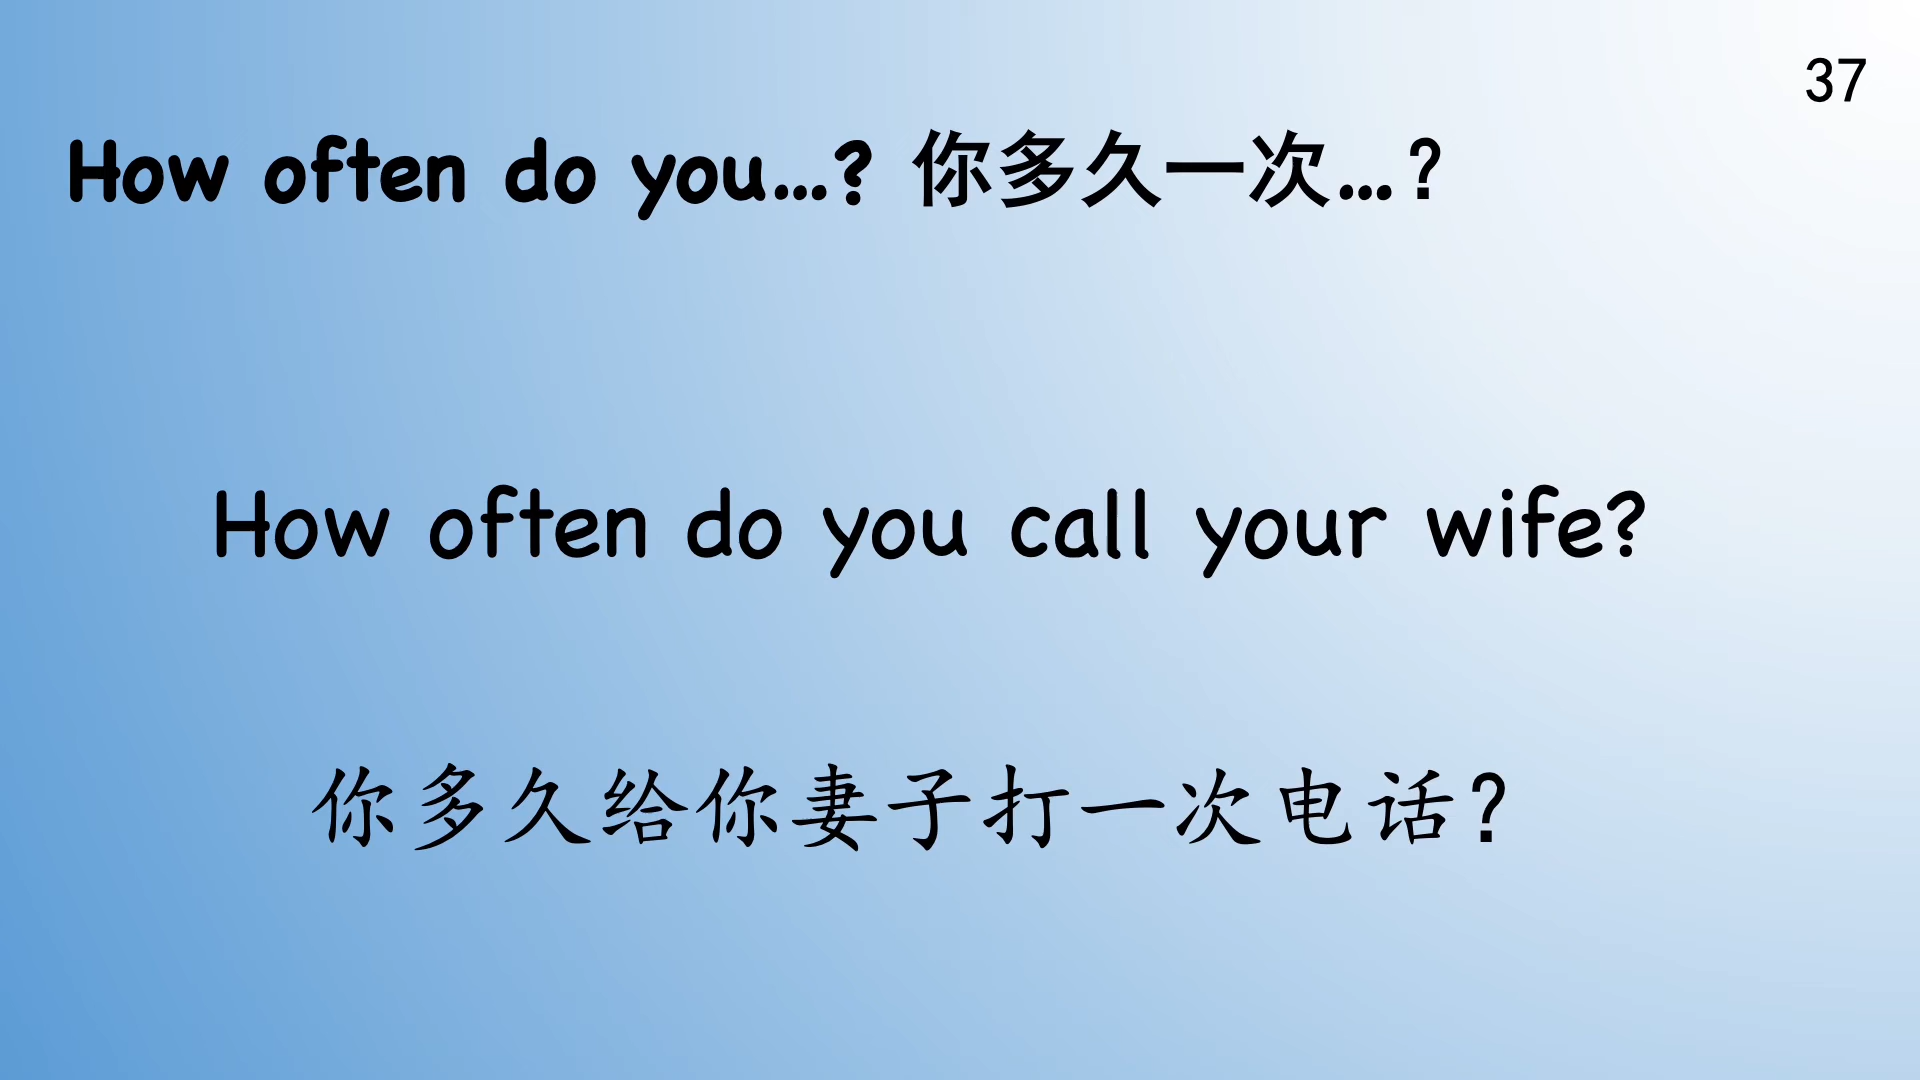 37
How often do you...? 你多久一次...？
How often do you call your wife?
你多久给你妻子打一次电话？